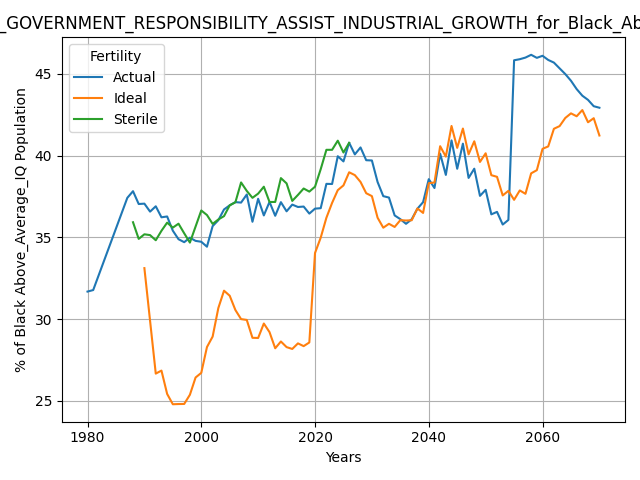 _GOVERNMENT_RESPONSIBILITY_ASSIST_INDUSTRIAL_GROWTH_for_Black_Ab
Fertility
Actual
Ideal
Sterile
% of Black Above_Average_IQ Population
45
40
35
30
25
1980
2000
2020
2040
2060
Years